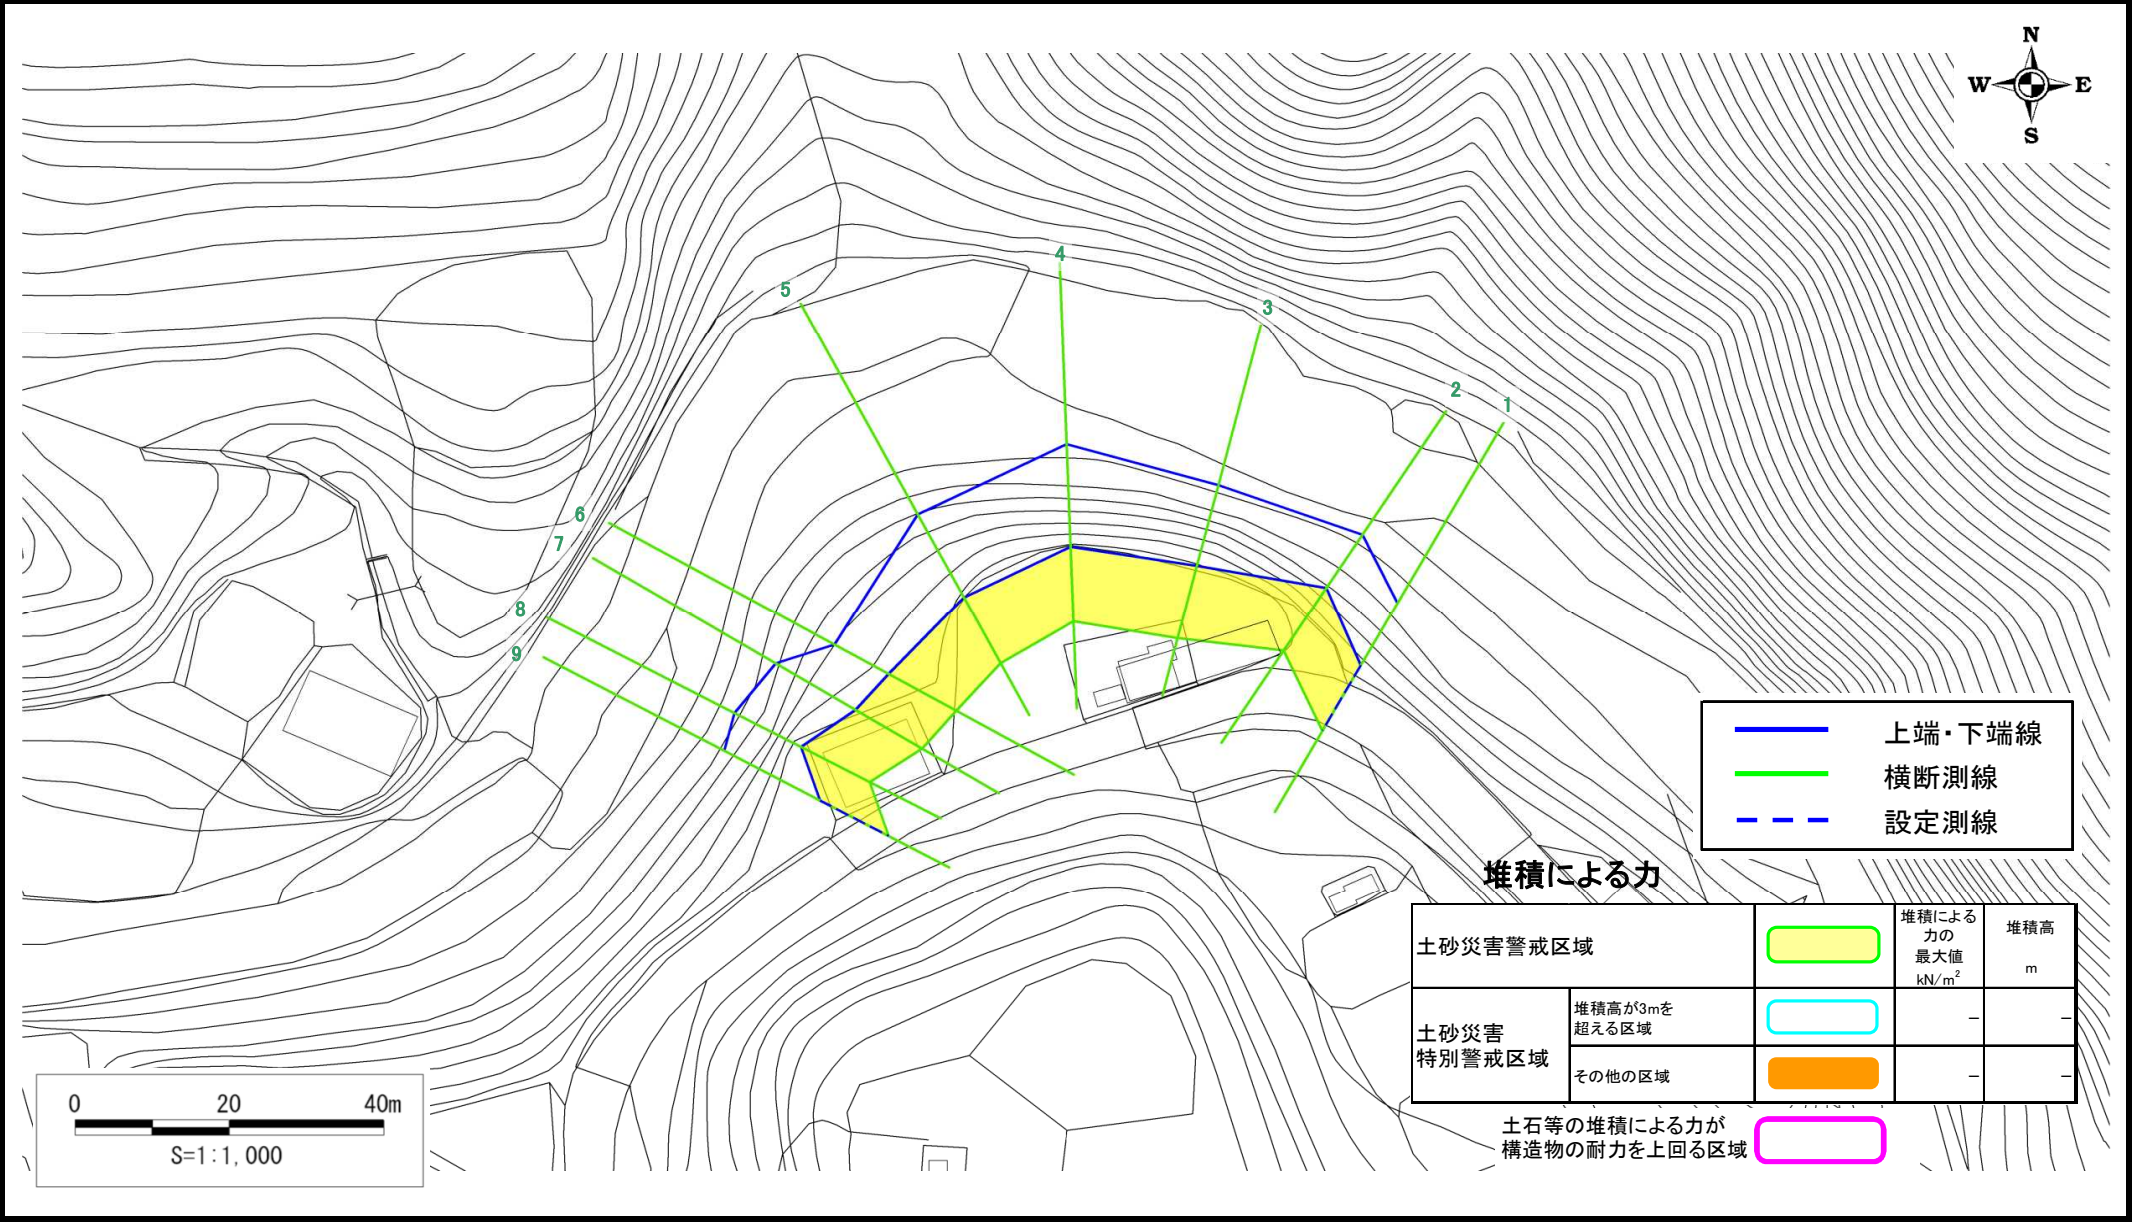 N
W E
S
4
5
3
2
1
6
7
8
9
上端・下端線
横断測線
設定測線
堆積による力
土砂災害警戒区域
堆積による
力の
最大値
kN/m²
堆積高
m
土砂災害
特別警戒区域
堆積高が3mを
超える区域
− −
その他の区域
− −
土石等の堆積による力が
構造物の耐力を上回る区域
0 20 40m
S=1:1,000